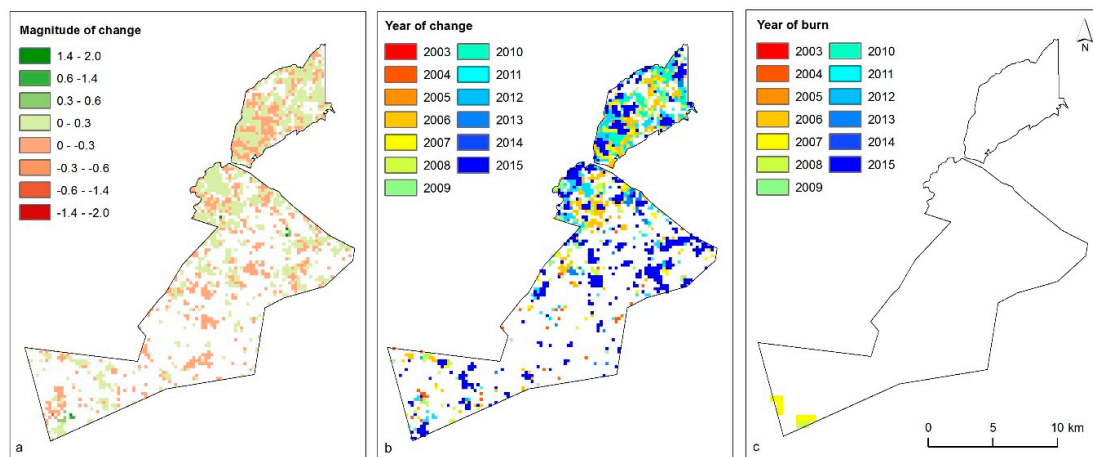 Magnitude of change
1.4 - 2.0
0.6 -1.4
0.3 - 0.6
0 - 0.3
0 - -0.3
-0.3 - -0.6
-0.6 - -1.4
-1.4 - -2.0
a
Year of change
2003 2010
2004 2011
2005 2012
2006 2013
2007 2014
2008 2015
2009
b
Year of burn
2003 2010
2004 2011
2005 2012
2006 2013
2007 2014
2008 2015
2009
N
0 5 10 km
c